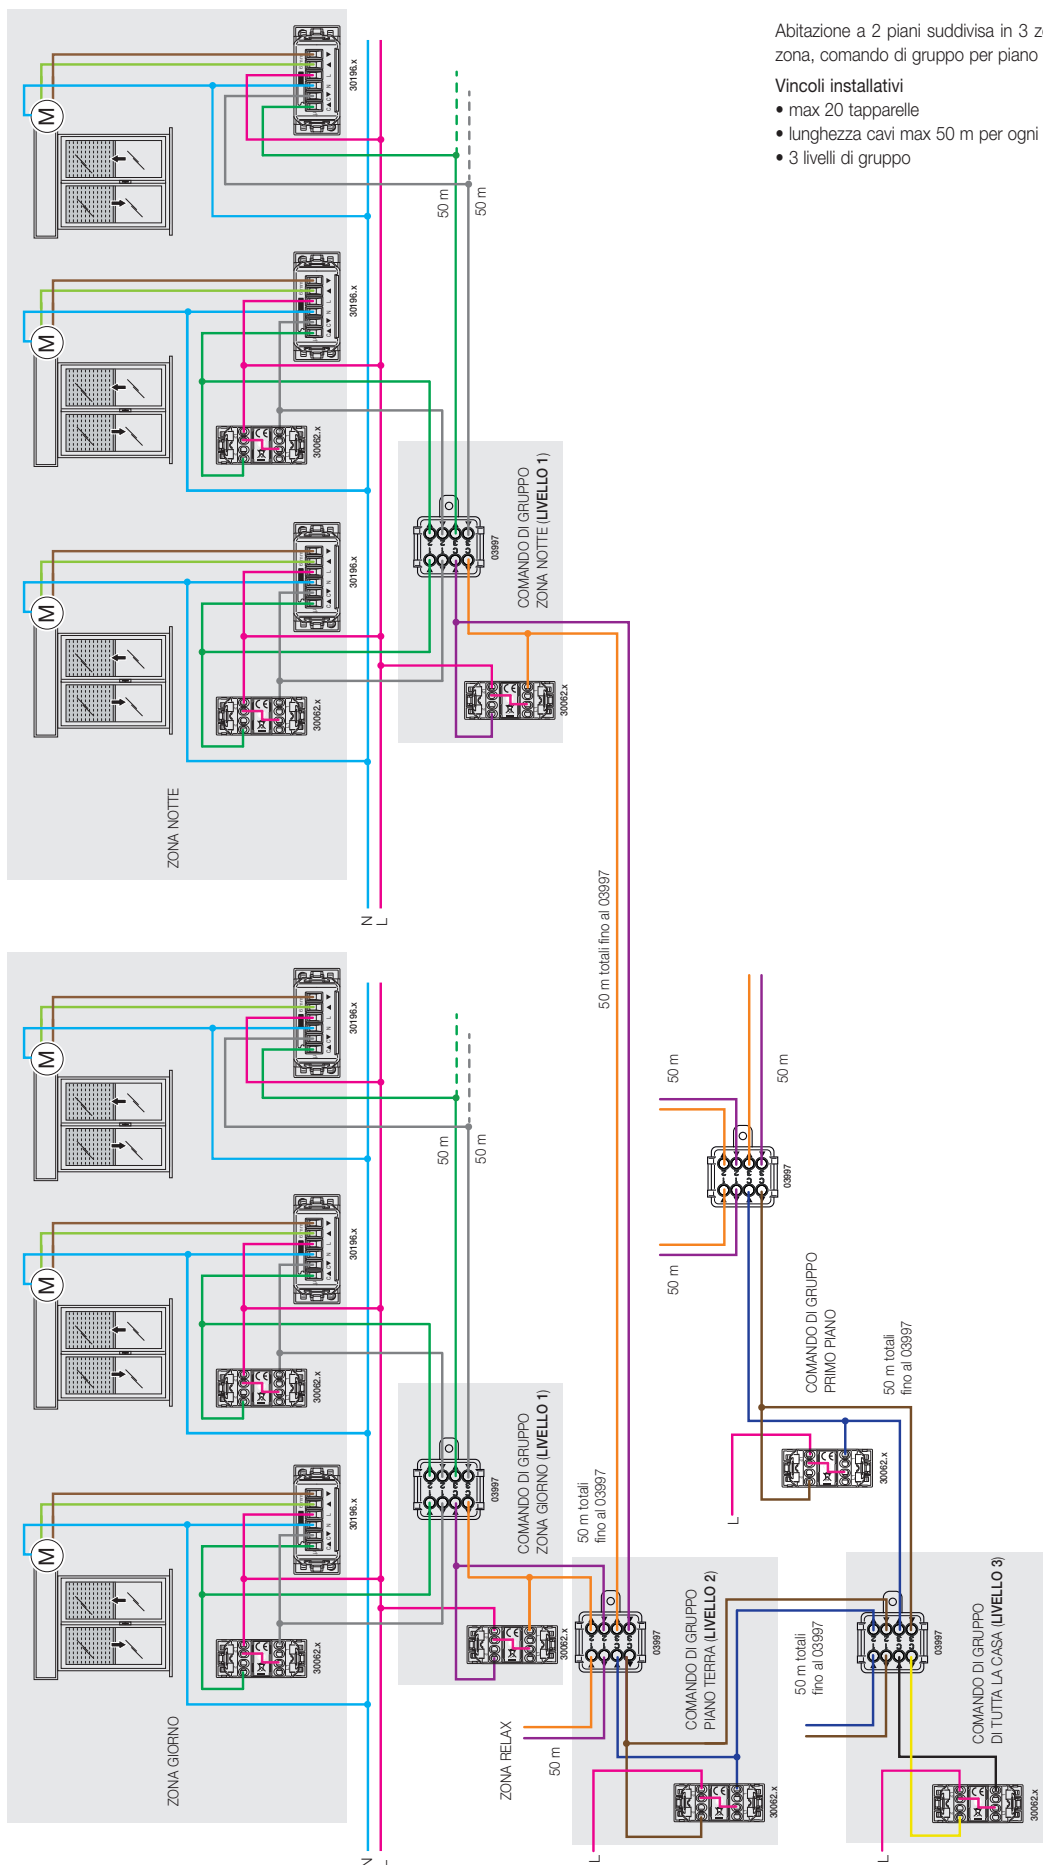 Abitazione a 2 piani suddivisa in 3 z
zona, comando di gruppo per piano
Vincoli installativi
• max 20 tapparelle
• lunghezza cavi max 50 m per ogni
• 3 livelli di gruppo
M
30196.x
50 m
50 m
M
30196.x
30062.x
M
30196.x
30062.x
ZONA NOTTE
N
L
03997
COMANDO DI GRUPPO
ZONA NOTTE (LIVELLO 1)
30062.x
50 m totali fino al 03997
M
30196.x
50 m
50 m
M
30196.x
30062.x
M
30196.x
30062.x
ZONA GIORNO
N
L
03997
COMANDO DI GRUPPO
ZONA GIORNO (LIVELLO 1)
30062.x
50 m totali
fino al 03997
ZONA RELAX
50 m
03997
COMANDO DI GRUPPO
PIANO TERRA (LIVELLO 2)
30062.x
L
50 m
50 m
50 m
03997
COMANDO DI GRUPPO
PRIMO PIANO
50 m totali
fino al 03997
30062.x
L
50 m totali
fino al 03997
03997
COMANDO DI GRUPPO
DI TUTTA LA CASA (LIVELLO 3)
30062.x
L